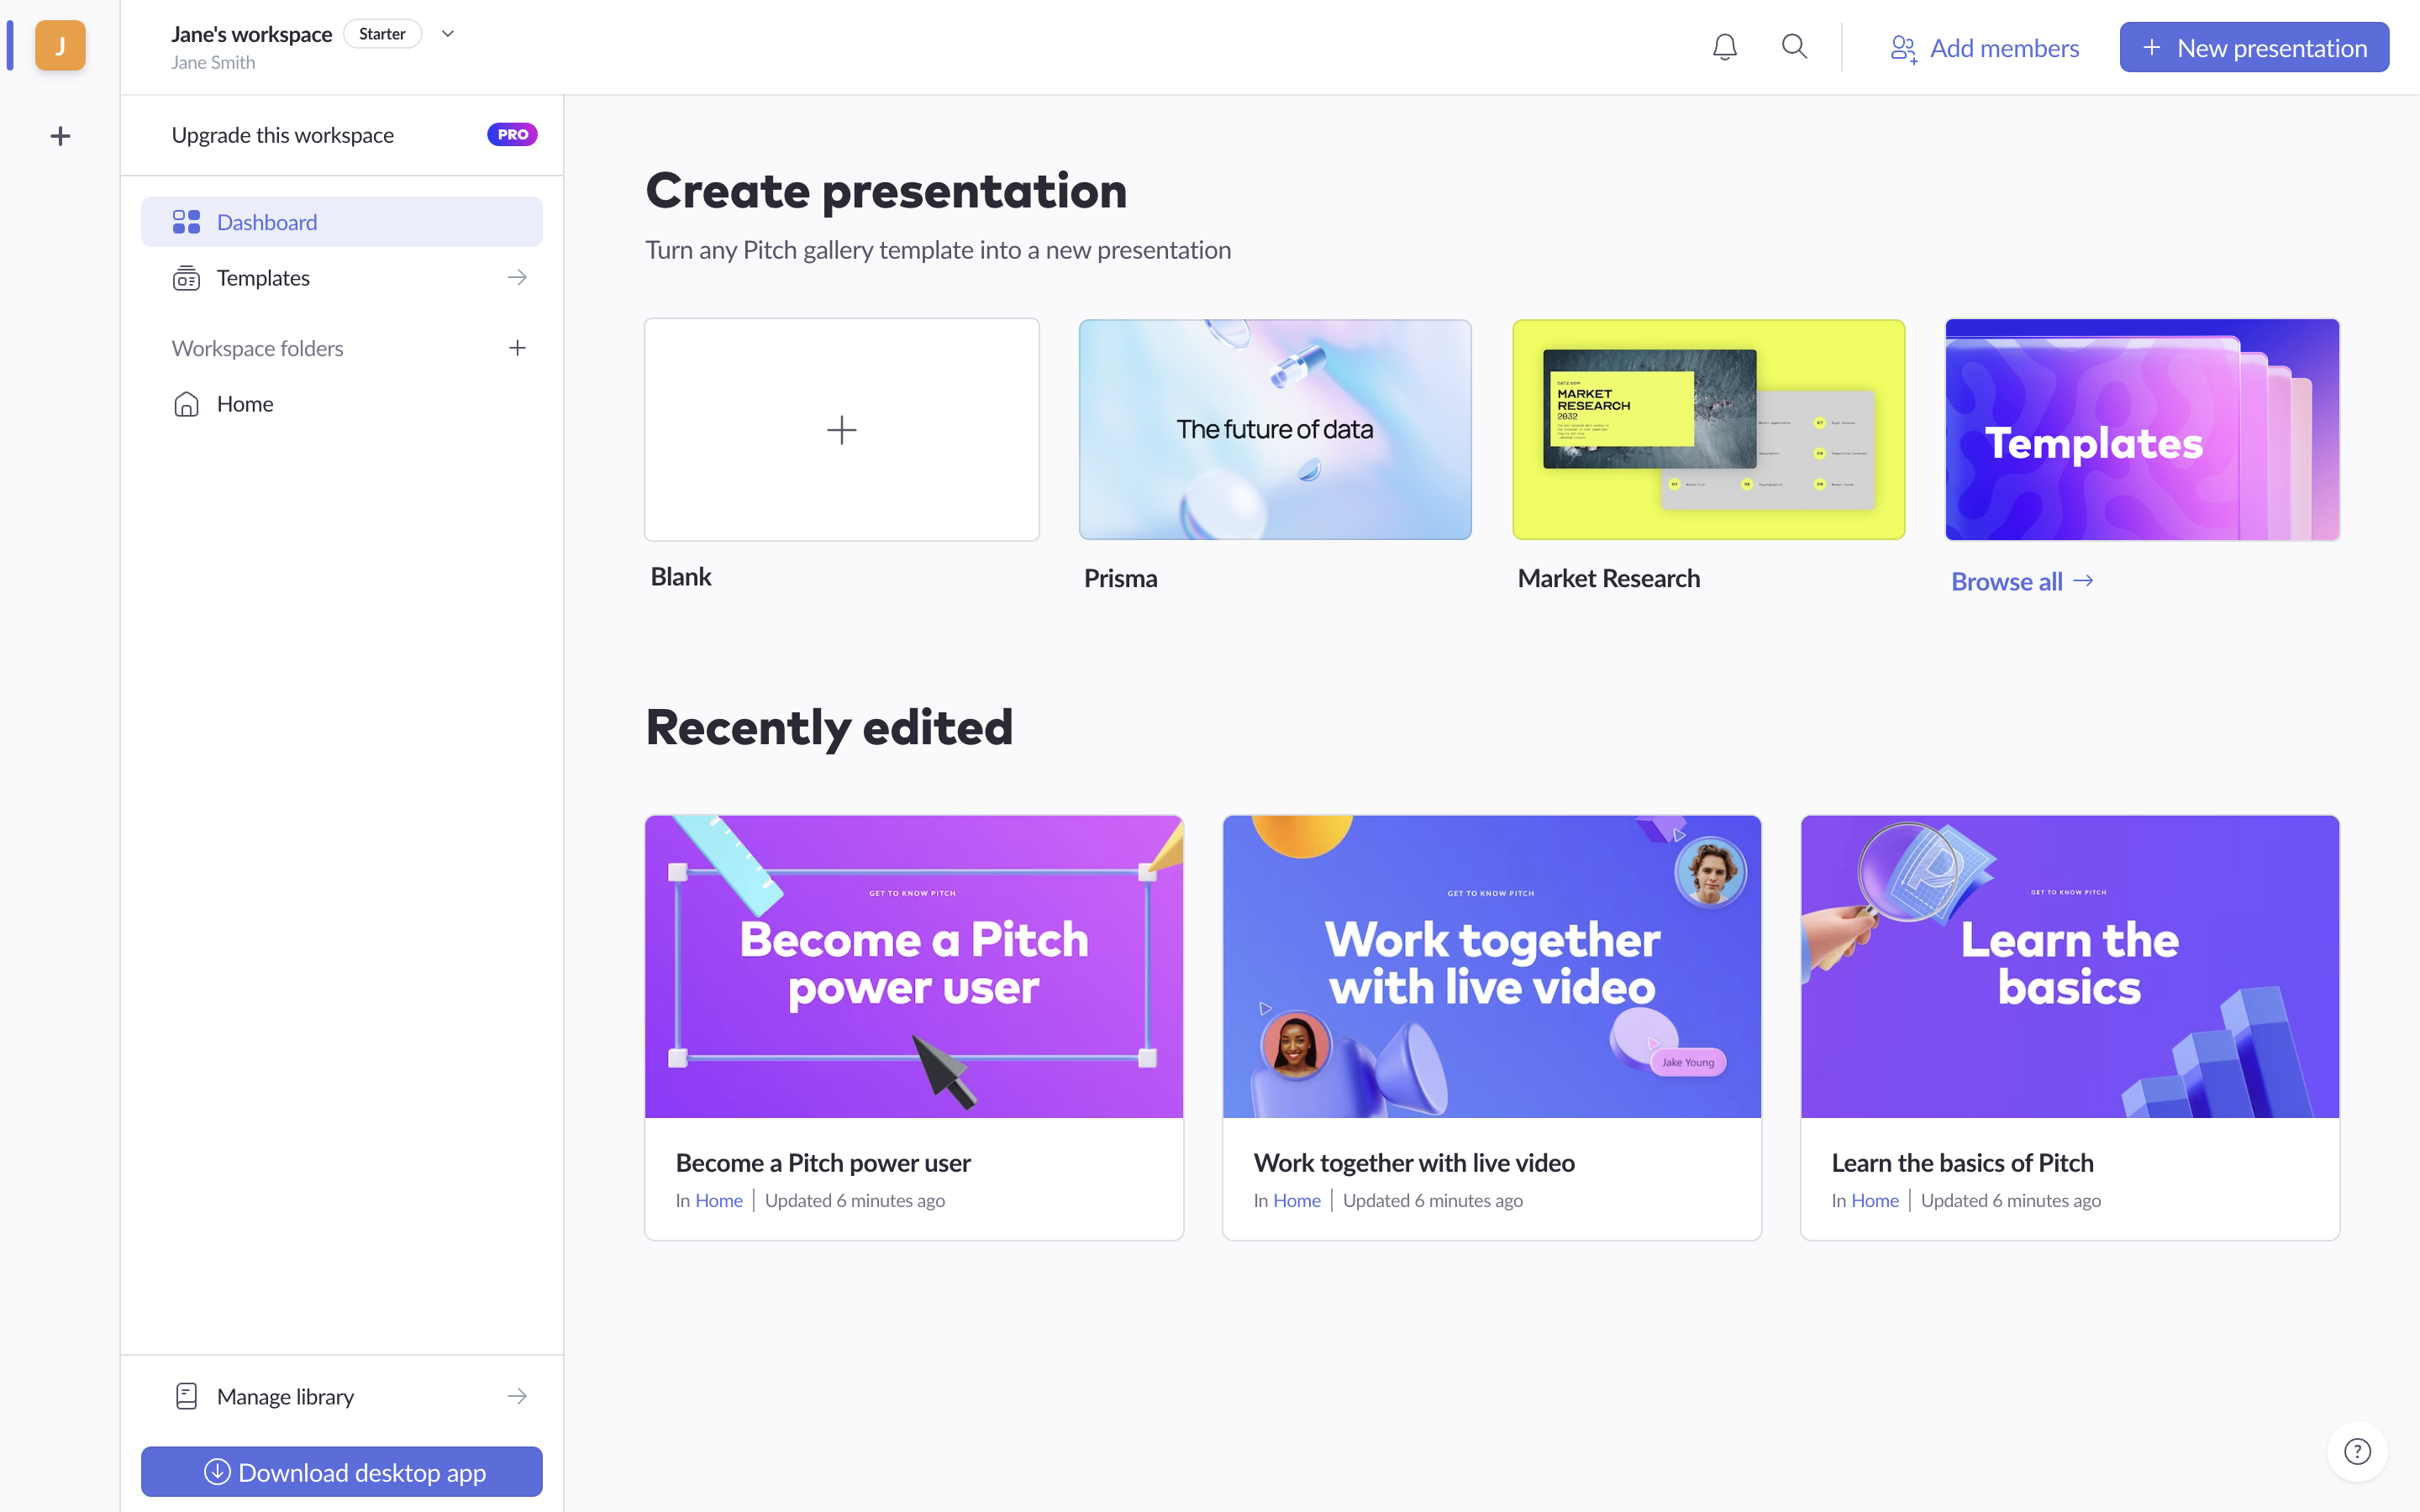 J
Jane's workspace Starter
Jane Smith
Add members
New presentation
Upgrade this workspace PRO
Dashboard
Templates
Workspace folders
Home
Manage library
Download desktop app
Create presentation
Turn any Pitch gallery template into a new presentation
The future of data
MARKET
RESEARCH
2032
Templates
Blank
Prisma
Market Research
Browse all
Recently edited
GET TO KNOW PITCH
Become a Pitch
power user
Become a Pitch power user
In Home | Updated 6 minutes ago
GET TO KNOW PITCH
Work together
with live video
Jake Young
Work together with live video
In Home | Updated 6 minutes ago
GET TO KNOW PITCH
Learn the
basics
Learn the basics of Pitch
In Home | Updated 6 minutes ago
?